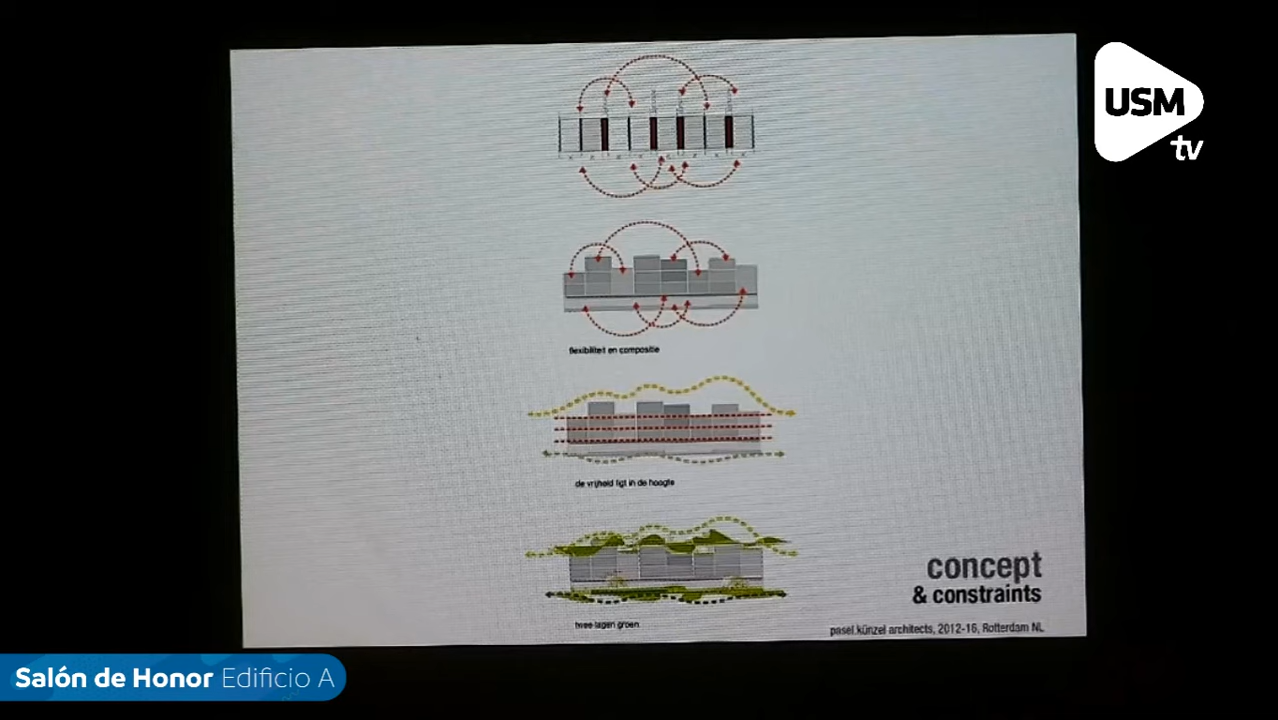 USM
tv
flexibiliteit en compositie
de vrijheid ligt in de hoogte
twee lagen groen
concept
& constraints
pasel.künzel architects, 2012-16, Rotterdam NL
Salón de Honor Edificio A